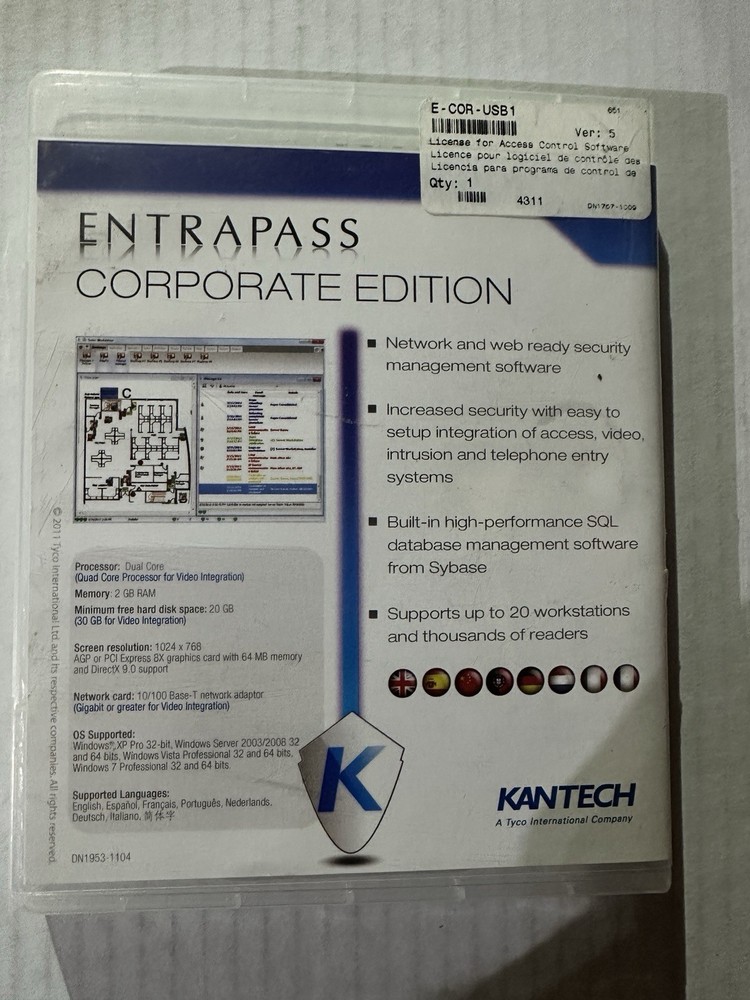 E-COR-USB1
651
Ver: 5
License for Access Control Software
Licence pour logiciel de contrôle des
Licencia para programa de control de
Qty: 1
4311
DN1767-1009
ENTRAPASS
CORPORATE EDITION
C
■ Network and web ready security
management software
■ Increased security with easy to
setup integration of access, video,
intrusion and telephone entry
systems
■ Built-in high-performance SQL
database management software
from Sybase
■ Supports up to 20 workstations
and thousands of readers
Processor: Dual Core
(Quad Core Processor for Video Integration)
Memory: 2 GB RAM
Minimum free hard disk space: 20 GB
(30 GB for Video Integration)
Screen resolution: 1024 x 768
AGP or PCI Express 8X graphics card with 64 MB memory
and DirectX 9.0 support
Network card: 10/100 Base-T network adaptor
(Gigabit or greater for Video Integration)
OS Supported:
Windows®, XP Pro 32-bit, Windows Server 2003/2008 32
and 64 bits, Windows Vista Professional 32 and 64 bits,
Windows 7 Professional 32 and 64 bits.
Supported Languages:
English, Español, Français, Português, Nederlands,
Deutsch, Italiano, 简体字
© 2011 Tyco International Ltd. and its respective companies. All rights reserved.
DN1953-1104
K
KANTECH
A Tyco International Company